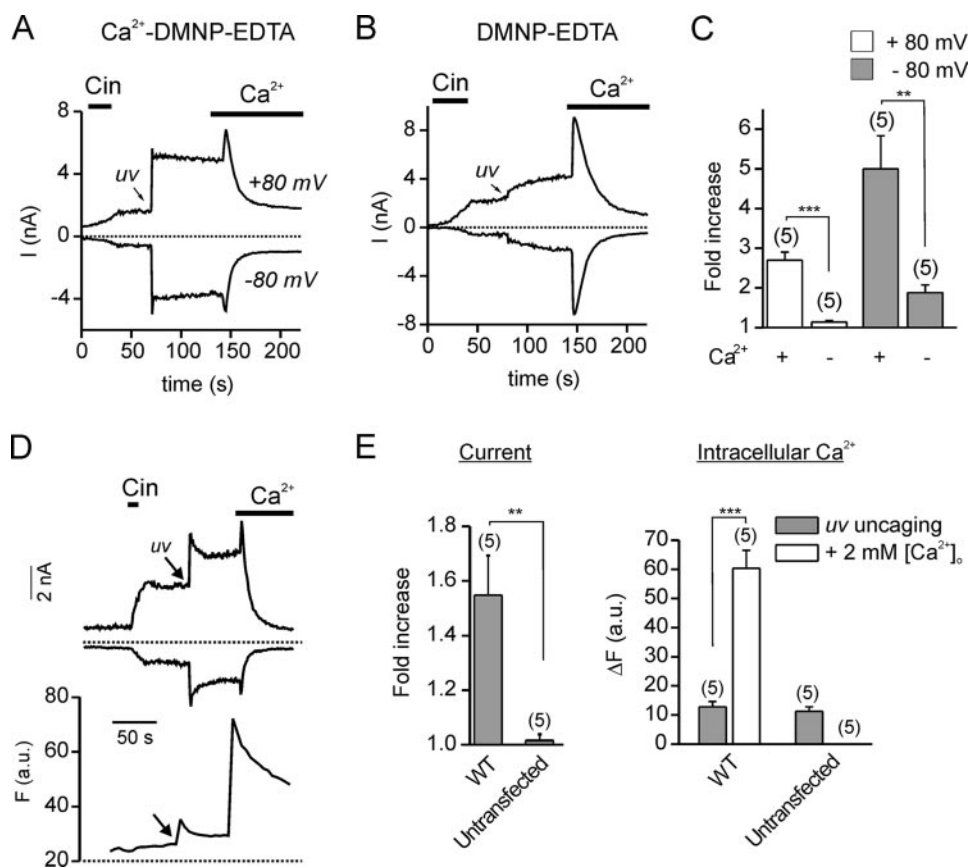 A
Ca²⁺-DMNP-EDTA
Cin
Ca²⁺
uv
+80 mV
-80 mV
I (nA)
8
4
0
-4
0 50 100 150 200
time (s)
B
DMNP-EDTA
Cin
Ca²⁺
uv
I (nA)
8
4
0
-4
-8
0 50 100 150 200
time (s)
C
+ 80 mV
- 80 mV
**
(5)
***
(5)
(5)
(5)
Fold increase
6
5
4
3
2
1
Ca²⁺ + - + -
D
Cin
Ca²⁺
uv
2 nA
50 s
F (a.u.)
80
60
40
20
E
Current
**
(5)
(5)
Fold increase
1.8
1.6
1.4
1.2
1.0
WT
Untransfected
Intracellular Ca²⁺
***
(5)
(5)
(5)
(5)
uv uncaging
+ 2 mM [Ca²⁺]ₒ
ΔF (a.u.)
70
60
50
40
30
20
10
0
WT
Untransfected